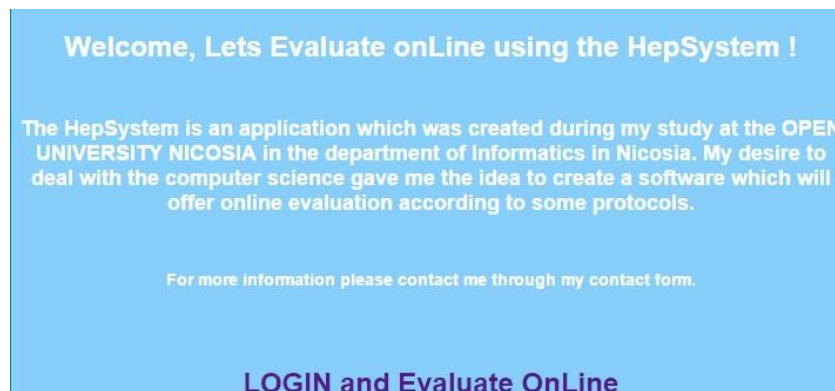 Welcome, Lets Evaluate onLine using the HepSystem !
The HepSystem is an application which was created during my study at the OPEN
UNIVERSITY NICOSIA in the department of Informatics in Nicosia. My desire to
deal with the computer science gave me the idea to create a software which will
offer online evaluation according to some protocols.
For more information please contact me through my contact form.
LOGIN and Evaluate OnLine